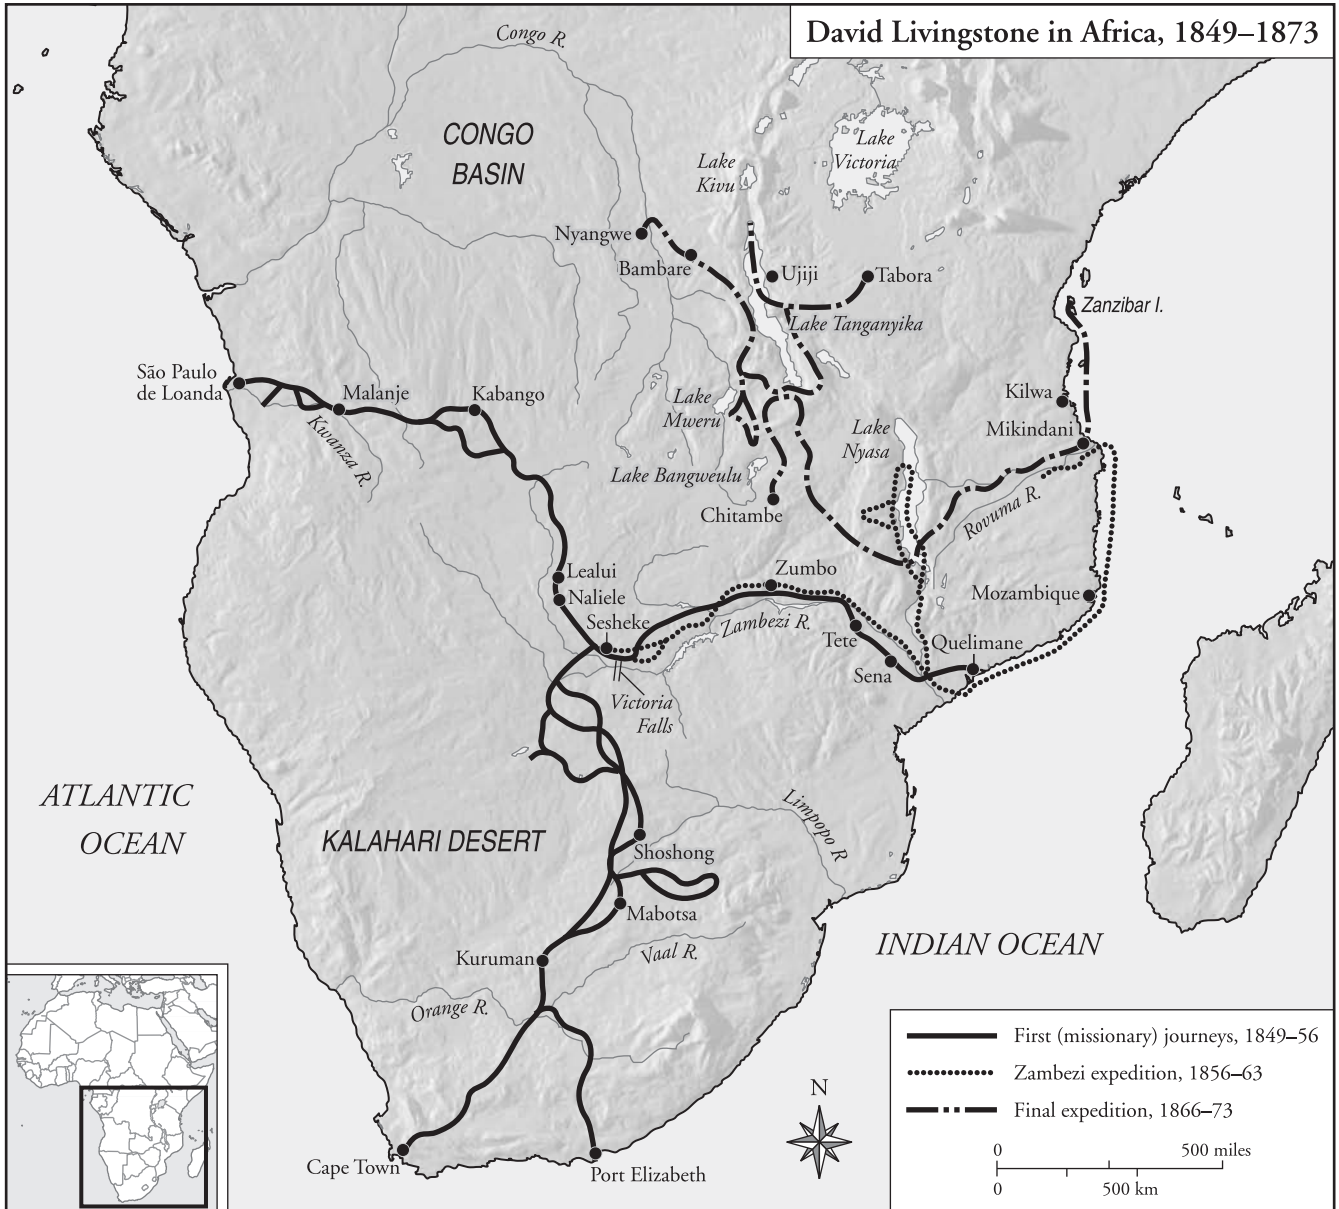 David Livingstone in Africa, 1849–1873
Congo R.
CONGO
BASIN
Lake
Victoria
Lake
Kivu
Nyangwe
Bambare
Ujiji
Tabora
Lake Tanganyika
Zanzibar I.
São Paulo
de Loanda
Malanje
Kabango
Kwanza R.
Lake
Mweru
Kilwa
Mikindani
Lake
Nyasa
Lake Bangweulu
Chitambe
Rovuma R.
Lealui
Naliele
Sesheke
Zumbo
Zambezi R.
Mozambique
Tete
Sena
Quelimane
Victoria
Falls
ATLANTIC
OCEAN
KALAHARI DESERT
Limpopo R
Shoshong
Mabotsa
Kuruman
Vaal R.
Orange R.
INDIAN OCEAN
Cape Town
Port Elizabeth
N
First (missionary) journeys, 1849–56
Zambezi expedition, 1856–63
Final expedition, 1866–73
0 500 miles
0 500 km